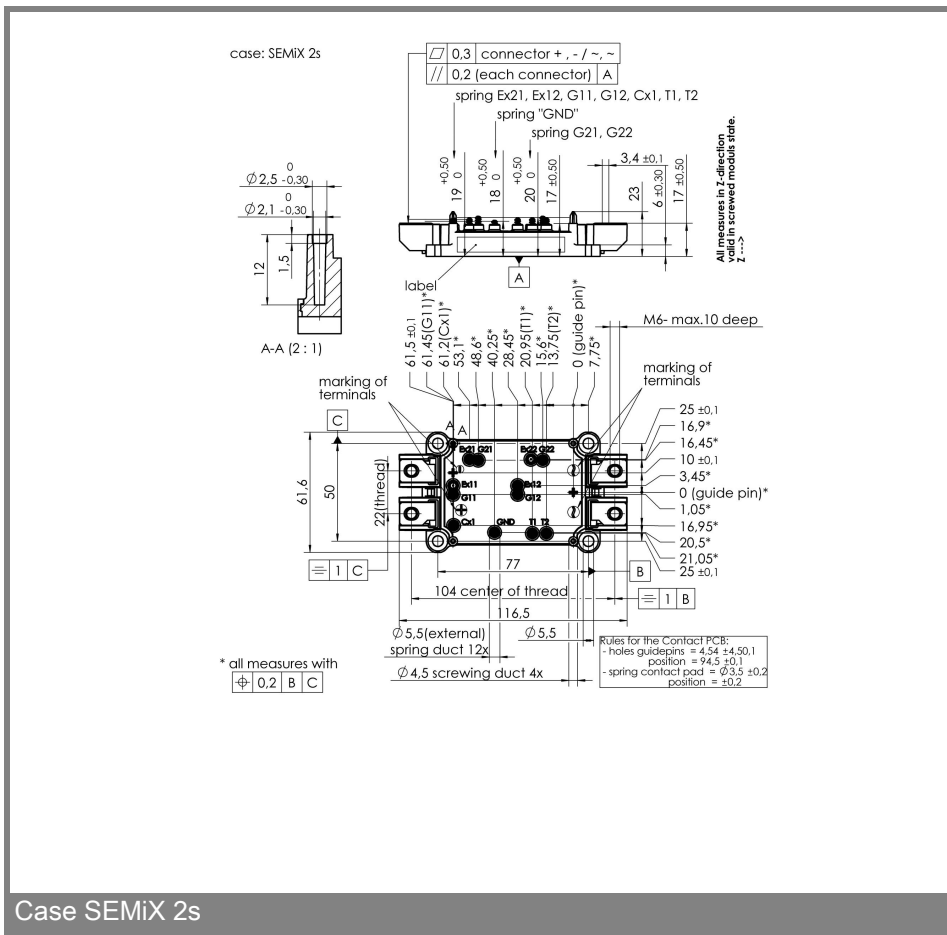 case: SEMiX 2s
⏥ 0,3 connector + , - / ~, ~
// 0,2 (each connector) A
spring Ex21, Ex12, G11, G12, Cx1, T1, T2
spring "GND"
spring G21, G22
+0,50
19 0
+0,50
18 0
+0,50
20 0
17 ±0,50
3,4 ±0,1
23
6 ±0,30
17 ±0,50
All measures in Z-direction
valid in screwed moduls state.
Z --->
0
Ø2,5 -0,30
0
Ø2,1 -0,30
12
1,5
A-A (2 : 1)
label
A
61,5 ±0,1
61,45(G11)*
61,2(Cx1)*
53,1*
48,6*
40,25*
28,45*
20,95(T1)*
15,6*
13,75(T2)*
0 (guide pin)*
7,75*
M6- max.10 deep
marking of
terminals
marking of
terminals
C
A
A
Ex21 G21
Ex22 G22
Ex11
G11
Ex12
G12
Cx1
GND
T1 T2
25 ±0,1
16,9*
16,45*
10 ±0,1
3,45*
0 (guide pin)*
1,05*
16,95*
20,5*
21,05*
25 ±0,1
61,6
50
22(thread)
⌯ 1 C
77
B
104 center of thread
⌯ 1 B
116,5
Ø5,5(external)
spring duct 12x
Ø5,5
Ø4,5 screwing duct 4x
Rules for the Contact PCB:
- holes guidepins = 4,54 ±4,50,1
position = 94,5 ±0,1
- spring contact pad = Ø3,5 ±0,2
position = ±0.2
* all measures with
⌖ 0,2 B C
Case SEMiX 2s